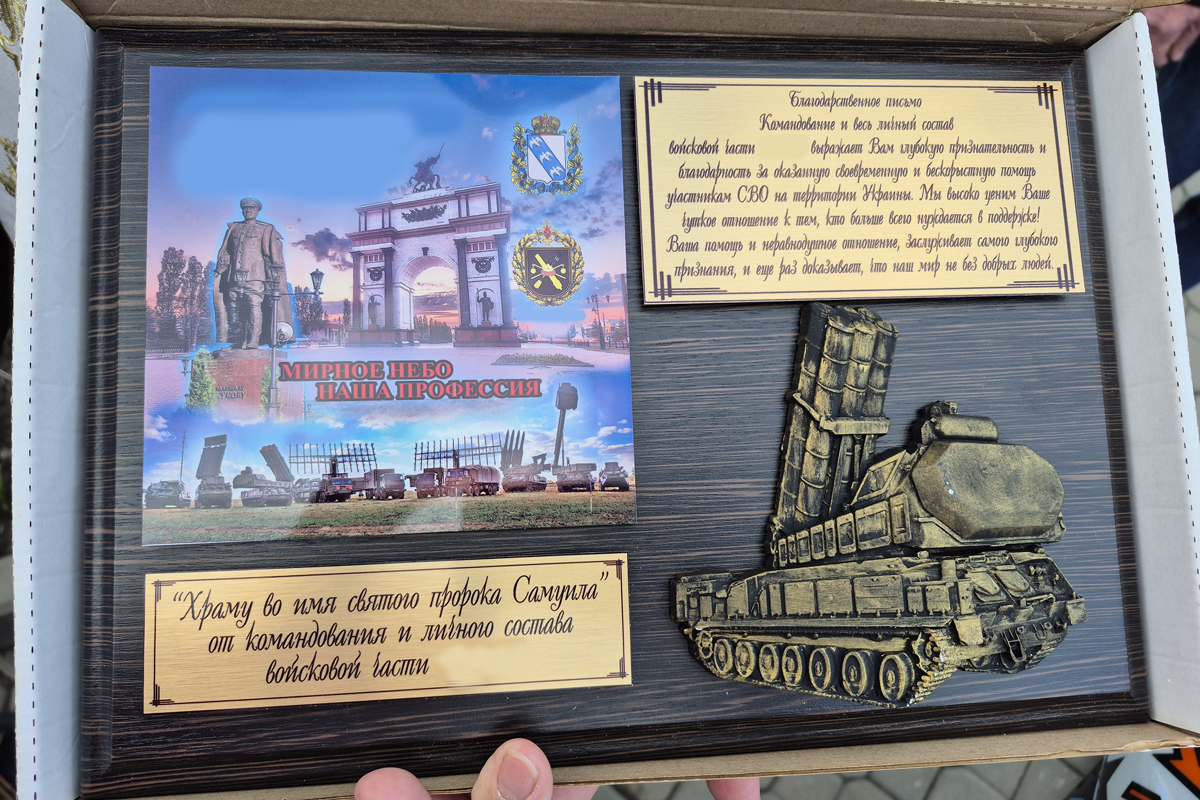 МИРНОЕ НЕБО
НАША ПРОФЕССИЯ
Благодарственное письмо
Командование и весь личный состав
войсковой части выражает Вам глубокую признательность и
благодарность за оказанную своевременную и бескорыстную помощь
участникам СВО на территории Украины. Мы высоко ценим Ваше
чуткое отношение к тем, кто больше всего нуждается в поддержке!
Ваша помощь и неравнодушное отношение, заслуживает самого глубокого
признания, и еще раз доказывает, что наш мир не без добрых людей.
"Храму во имя святого пророка Самуила"
от командования и личного состава
войсковой части